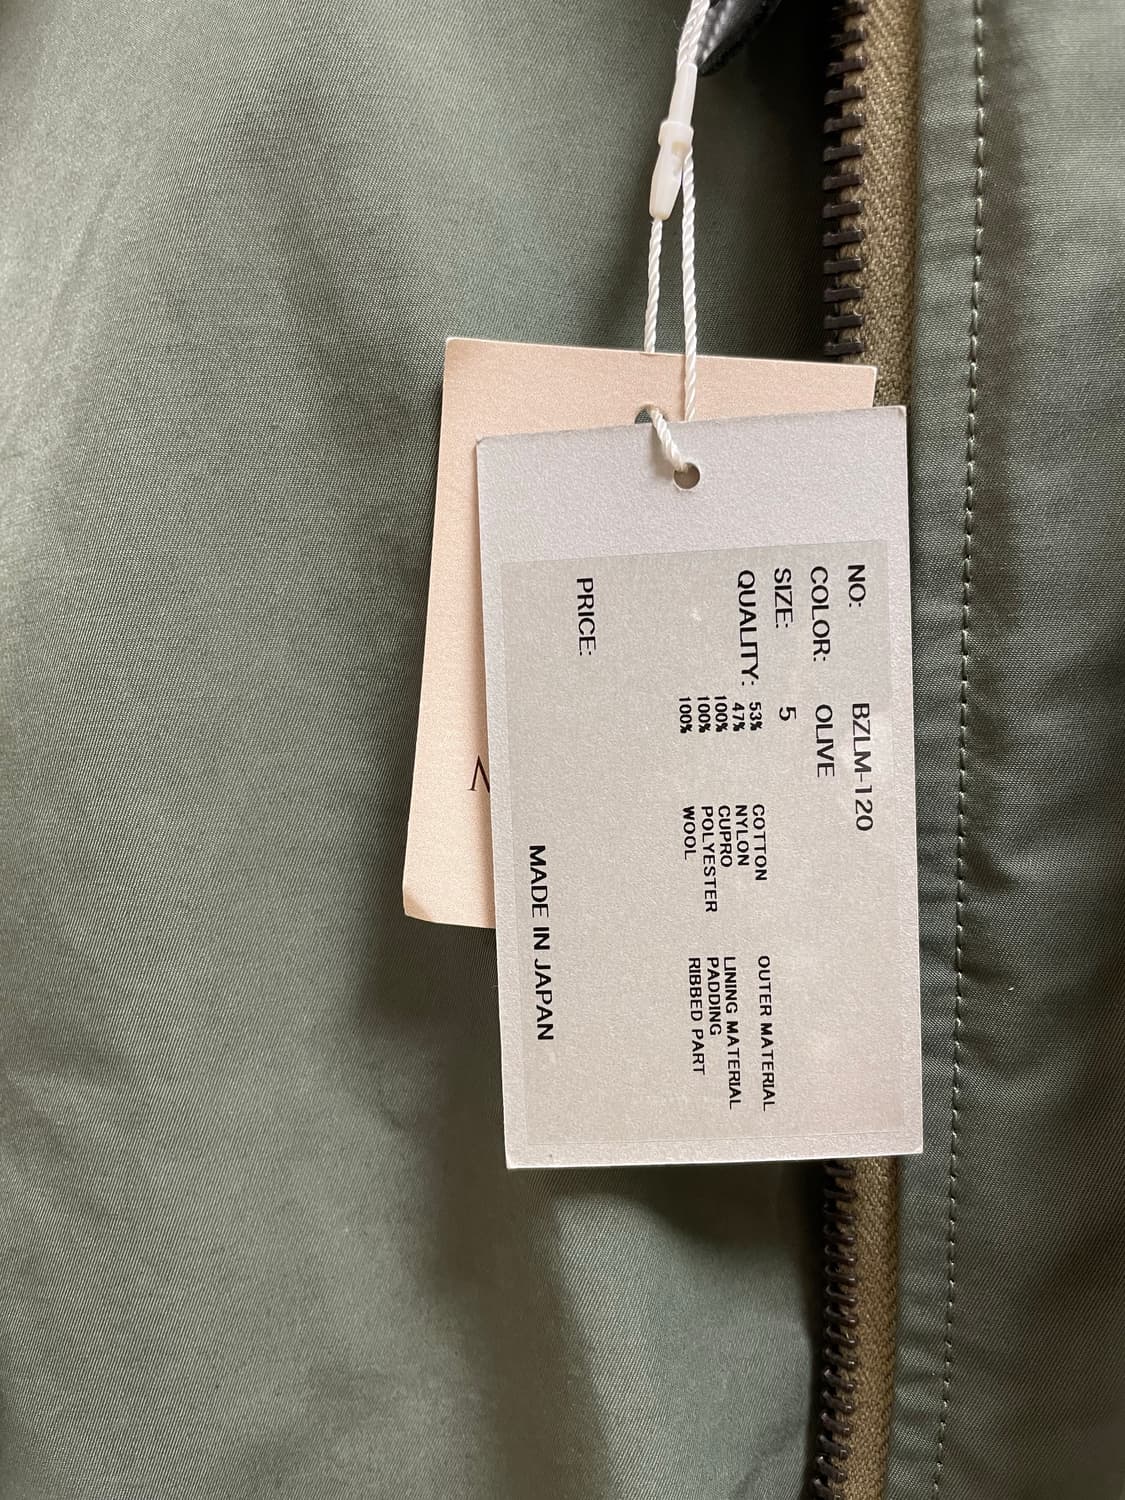 NO: BZLM-120
COLOR: OLIVE
SIZE: 5
QUALITY: 53% COTTON OUTER MATERIAL
47% NYLON
100% CUPRO LINING MATERIAL
100% POLYESTER PADDING
100% WOOL RIBBED PART
PRICE:
MADE IN JAPAN